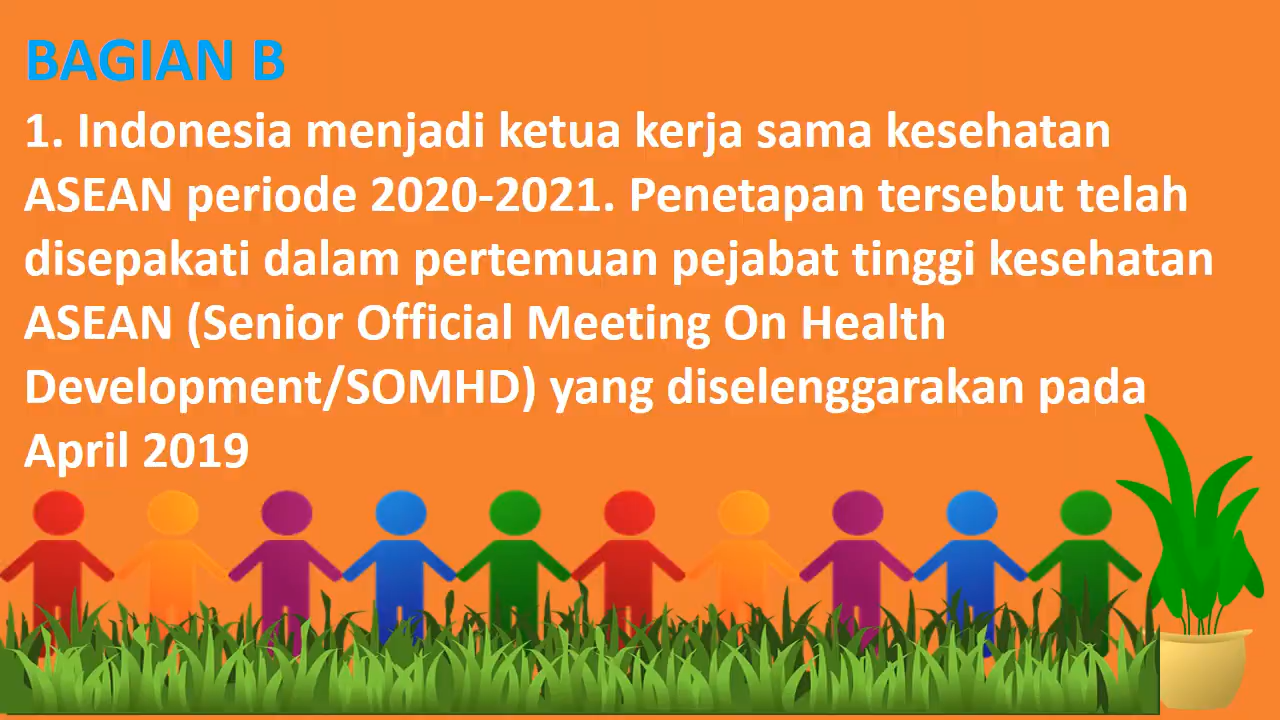 BAGIAN B
1. Indonesia menjadi ketua kerja sama kesehatan
ASEAN periode 2020-2021. Penetapan tersebut telah
disepakati dalam pertemuan pejabat tinggi kesehatan
ASEAN (Senior Official Meeting On Health
Development/SOMHD) yang diselenggarakan pada
April 2019